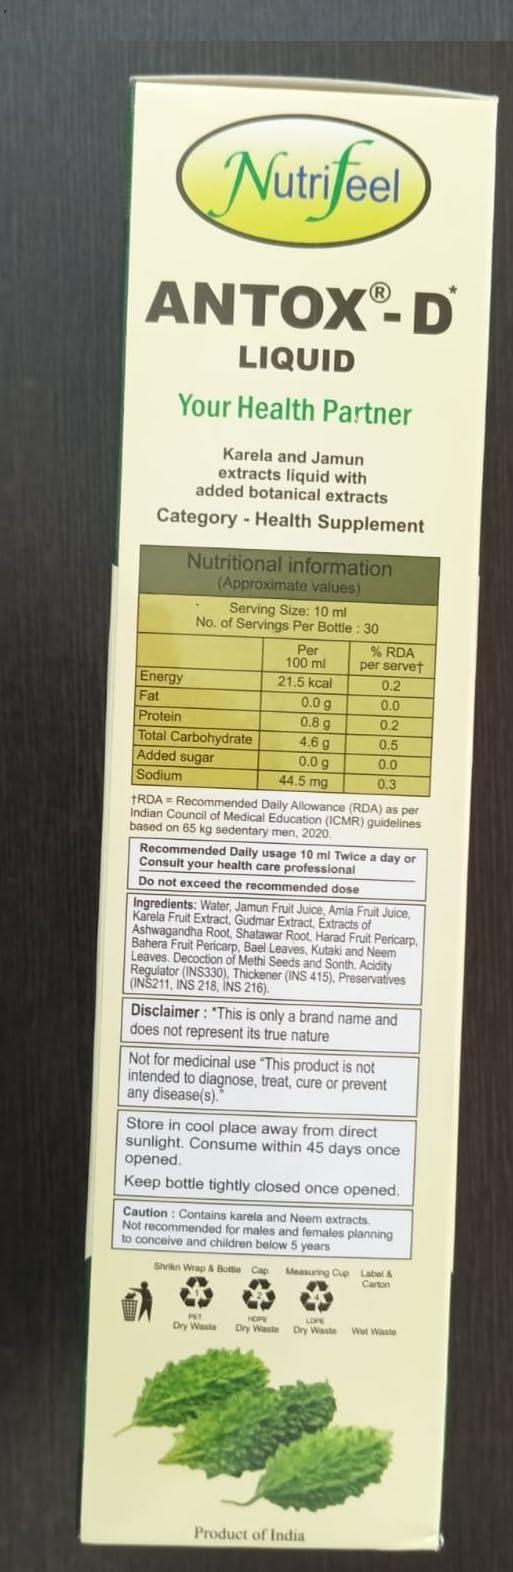 Nutrifeel
ANTOX®-D*
LIQUID
Your Health Partner
Karela and Jamun
extracts liquid with
added botanical extracts
Category - Health Supplement
Nutritional information
(Approximate values)
Serving Size: 10 ml
No. of Servings Per Bottle : 30
Per 100 ml % RDA per serve†
Energy 21.5 kcal 0.2
Fat 0.0 g 0.0
Protein 0.8 g 0.2
Total Carbohydrate 4.6 g 0.5
Added sugar 0.0 g 0.0
Sodium 44.5 mg 0.3
†RDA = Recommended Daily Allowance (RDA) as per
Indian Council of Medical Education (ICMR) guidelines
based on 65 kg sedentary men, 2020.
Recommended Daily usage 10 ml Twice a day or
Consult your health care professional
Do not exceed the recommended dose
Ingredients: Water, Jamun Fruit Juice, Amla Fruit Juice,
Karela Fruit Extract, Gudmar Extract, Extracts of
Ashwagandha Root, Shatawar Root, Harad Fruit Pericarp,
Bahera Fruit Pericarp, Bael Leaves, Kutaki and Neem
Leaves. Decoction of Methi Seeds and Sonth. Acidity
Regulator (INS330), Thickener (INS 415), Preservatives
(INS211, INS 218, INS 216).
Disclaimer : *This is only a brand name and
does not represent its true nature
Not for medicinal use "This product is not
intended to diagnose, treat, cure or prevent
any disease(s)."
Store in cool place away from direct
sunlight. Consume within 45 days once
opened.
Keep bottle tightly closed once opened.
Caution : Contains karela and Neem extracts.
Not recommended for males and females planning
to conceive and children below 5 years
Shrikn Wrap & Bottle Cap Measuring Cup Label &
Carton
1 2 4
PET HDPE LDPE
Dry Waste Dry Waste Dry Waste Wet Waste
Product of India